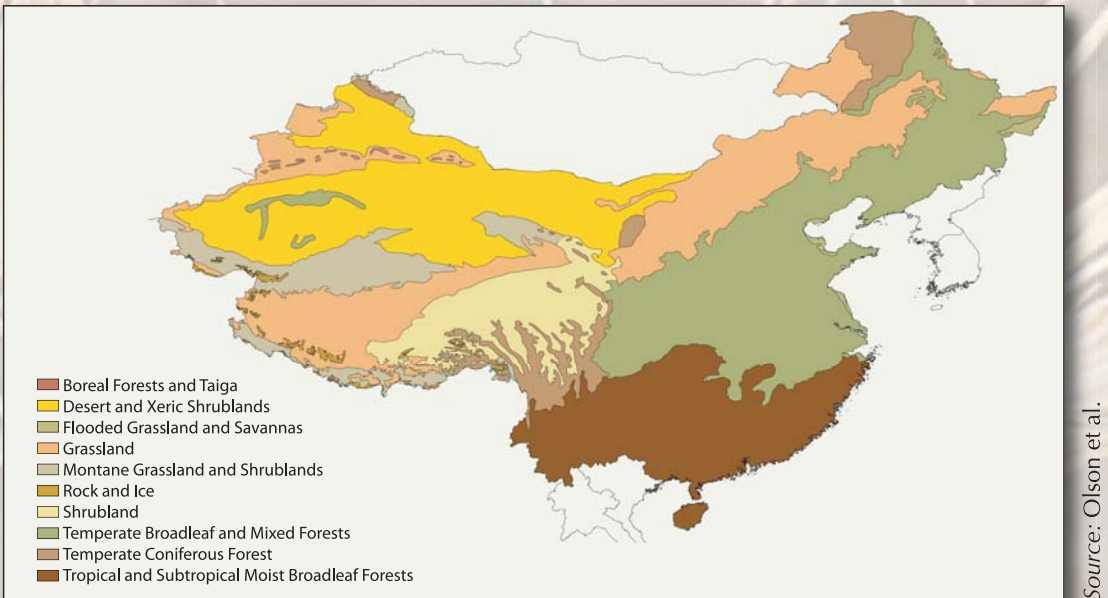 Boreal Forests and Taiga
Desert and Xeric Shrublands
Flooded Grassland and Savannas
Grassland
Montane Grassland and Shrublands
Rock and Ice
Shrubland
Temperate Broadleaf and Mixed Forests
Temperate Coniferous Forest
Tropical and Subtropical Moist Broadleaf Forests
Source: Olson et al.